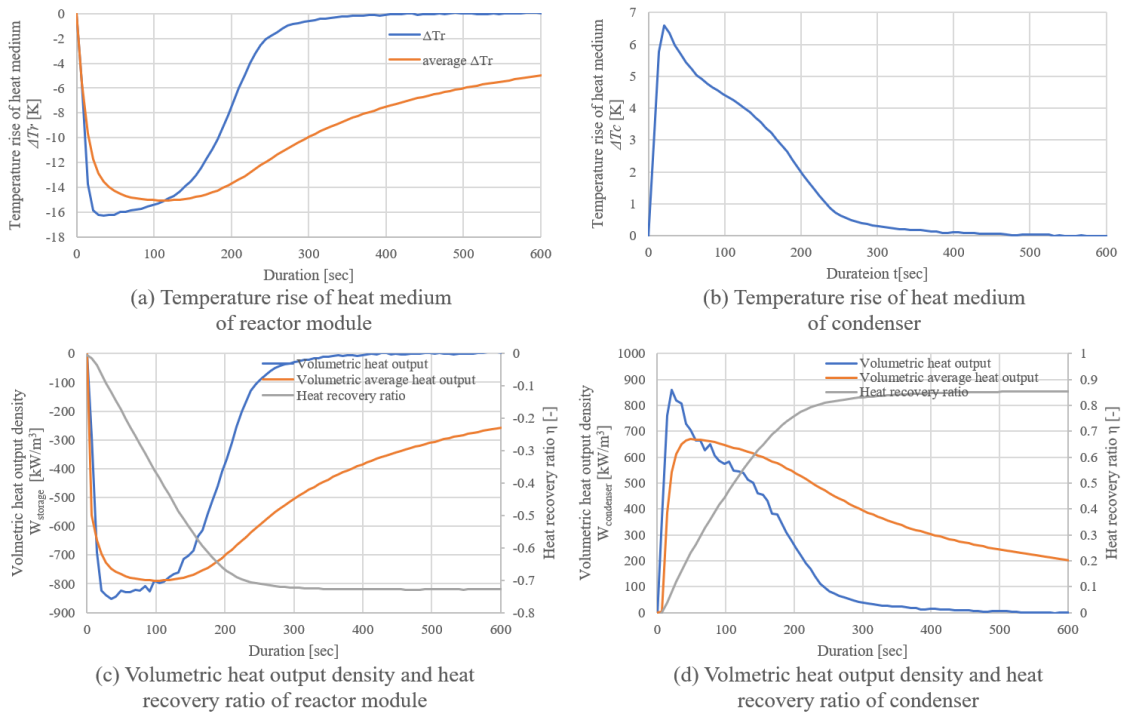 0
-2
-4
-6
-8
-10
-12
-14
-16
-18
0 100 200 300 400 500 600
Temperature rise of heat medium
ΔTr [K]
Duration [sec]
ΔTr
average ΔTr
(a) Temperature rise of heat medium
of reactor module
7
6
5
4
3
2
1
0
0 100 200 300 400 500 600
Temperature rise of heat medium
ΔTc [K]
Durateion t[sec]
(b) Temperature rise of heat medium
of condenser
0
-100
-200
-300
-400
-500
-600
-700
-800
-900
0 100 200 300 400 500 600
0
-0.1
-0.2
-0.3
-0.4
-0.5
-0.6
-0.7
-0.8
Volmetric heat output density
Wstorage [kW/m³]
Heat recovery ratio η [-]
Duration [sec]
Volumetric heat output
Volumetric average heat output
Heat recovery ratio
(c) Volumetric heat output density and heat
recovery ratio of reactor module
1000
900
800
700
600
500
400
300
200
100
0
0 100 200 300 400 500 600
1
0.9
0.8
0.7
0.6
0.5
0.4
0.3
0.2
0.1
0
Volumetric heat output density
Wcondenser [kW/m³]
Heat recovery ratio η [-]
Duration [sec]
Volumetric heat output
Volumetric average heat output
Heat recovery ratio
(d) Volmetric heat output density and heat
recovery ratio of condenser